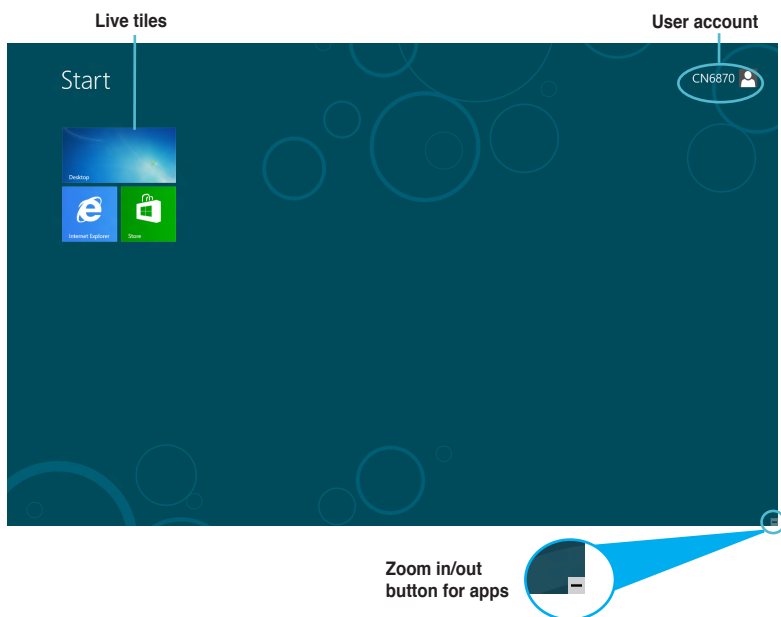 Live tiles
User account
Start
CN6870
Desktop
Internet Explorer
Store
Zoom in/out
button for apps